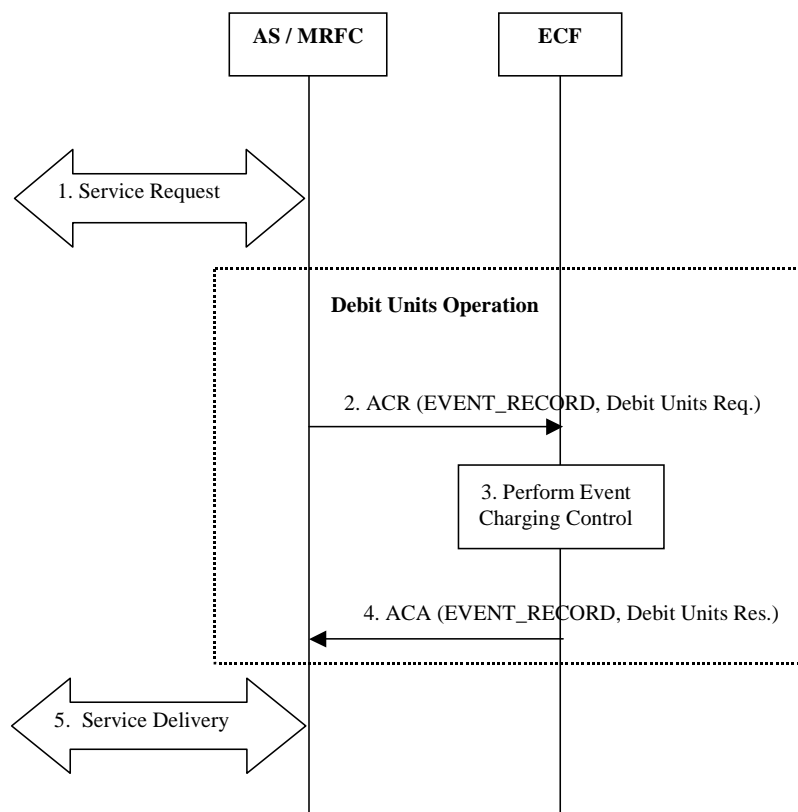 AS / MRFC
ECF
1. Service Request
Debit Units Operation
2. ACR (EVENT_RECORD, Debit Units Req.)
3. Perform Event
Charging Control
4. ACA (EVENT_RECORD, Debit Units Res.)
5. Service Delivery